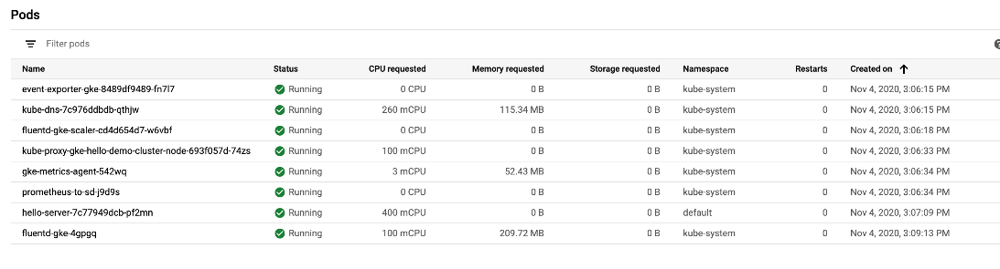 Pods
Filter pods
Name Status CPU requested Memory requested Storage requested Namespace Restarts Created on
event-exporter-gke-8489df9489-fn7l7 Running 0 CPU 0 B 0 B kube-system 0 Nov 4, 2020, 3:06:15 PM
kube-dns-7c976ddbdb-qthjw Running 260 mCPU 115.34 MB 0 B kube-system 0 Nov 4, 2020, 3:06:15 PM
fluentd-gke-scaler-cd4d654d7-w6vbf Running 0 CPU 0 B 0 B kube-system 0 Nov 4, 2020, 3:06:18 PM
kube-proxy-gke-hello-demo-cluster-node-693f057d-74zs Running 100 mCPU 0 B 0 B kube-system 0 Nov 4, 2020, 3:06:33 PM
gke-metrics-agent-542wq Running 3 mCPU 52.43 MB 0 B kube-system 0 Nov 4, 2020, 3:06:34 PM
prometheus-to-sd-j9d9s Running 0 CPU 0 B 0 B kube-system 0 Nov 4, 2020, 3:06:34 PM
hello-server-7c77949dcb-pf2mn Running 400 mCPU 0 B 0 B default 0 Nov 4, 2020, 3:07:09 PM
fluentd-gke-4gpgq Running 100 mCPU 209.72 MB 0 B kube-system 0 Nov 4, 2020, 3:09:13 PM